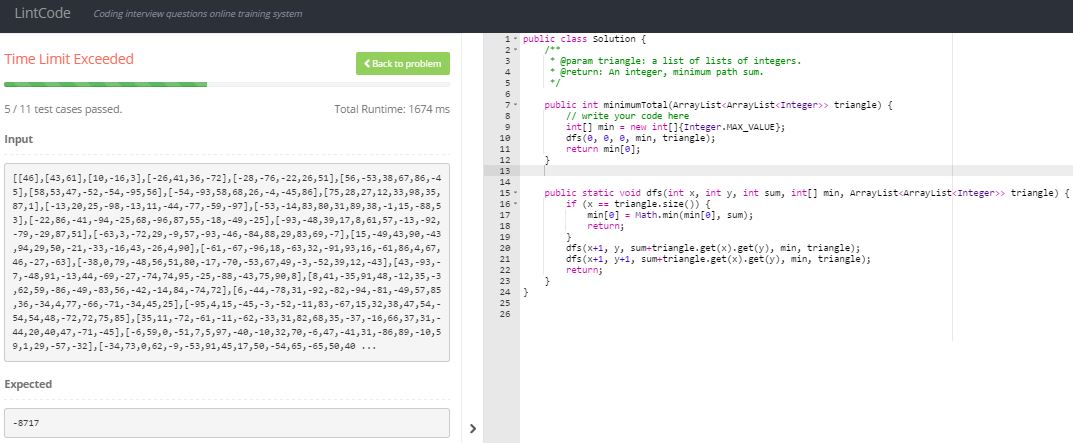 LintCode Coding interview questions online training system
Time Limit Exceeded
Back to problem
5 / 11 test cases passed. Total Runtime: 1674 ms
Input
[[46],[43,61],[10,-16,3],[-26,41,36,-72],[-28,-76,-22,26,51],[56,-53,38,67,86,-4
5],[58,53,47,-52,-54,-95,56],[-54,-93,58,68,26,-4,-45,86],[75,28,27,12,33,98,35,
87,1],[-13,20,25,-98,-13,11,-44,-77,-59,-97],[-53,-14,83,80,31,89,38,-1,15,-88,5
3],[-22,86,-41,-94,-25,68,-96,87,55,-18,-49,-25],[-93,-48,39,17,8,61,57,-13,-92,
-79,-29,87,51],[-63,3,-72,29,-9,57,-93,-46,-84,88,29,83,69,-7],[15,-49,43,90,-43
,94,29,50,-21,-33,-16,43,-26,4,90],[-61,-67,-96,18,-63,32,-91,93,16,-61,86,4,67,
46,-27,-63],[-38,0,79,-48,56,51,80,-17,-70,-53,67,49,-3,-52,39,12,-43],[43,-93,-
7,-48,91,-13,44,-69,-27,-74,74,95,-25,-88,-43,75,90,8],[8,41,-35,91,48,-12,35,-3
,62,59,-86,-49,-83,56,-42,-14,84,-74,72],[6,-44,-78,31,-92,-82,-94,-81,-49,57,85
,36,-34,4,77,-66,-71,-34,45,25],[-95,4,15,-45,-3,-52,-11,83,-67,15,32,38,47,54,-
54,54,48,-72,72,75,85],[35,11,-72,-61,-11,-62,-33,31,82,68,35,-37,-16,66,37,31,-
44,20,40,47,-71,-45],[-6,59,0,-51,7,5,97,-40,-10,32,70,-6,47,-41,31,-86,89,-10,5
9,1,29,-57,-32],[-34,73,0,62,-9,-53,91,45,17,50,-54,65,-65,50,40 ...
Expected
-8717
1 public class Solution {
2 /**
3 * @param triangle: a list of lists of integers.
4 * @return: An integer, minimum path sum.
5 */
6
7 public int minimumTotal(ArrayList<ArrayList<Integer>> triangle) {
8 // write your code here
9 int[] min = new int[]{Integer.MAX_VALUE};
10 dfs(0, 0, 0, min, triangle);
11 return min[0];
12 }
13
14
15 public static void dfs(int x, int y, int sum, int[] min, ArrayList<ArrayList<Integer>> triangle) {
16 if (x == triangle.size()) {
17 min[0] = Math.min(min[0], sum);
18 return;
19 }
20 dfs(x+1, y, sum+triangle.get(x).get(y), min, triangle);
21 dfs(x+1, y+1, sum+triangle.get(x).get(y), min, triangle);
22 return;
23 }
24 }
25
26